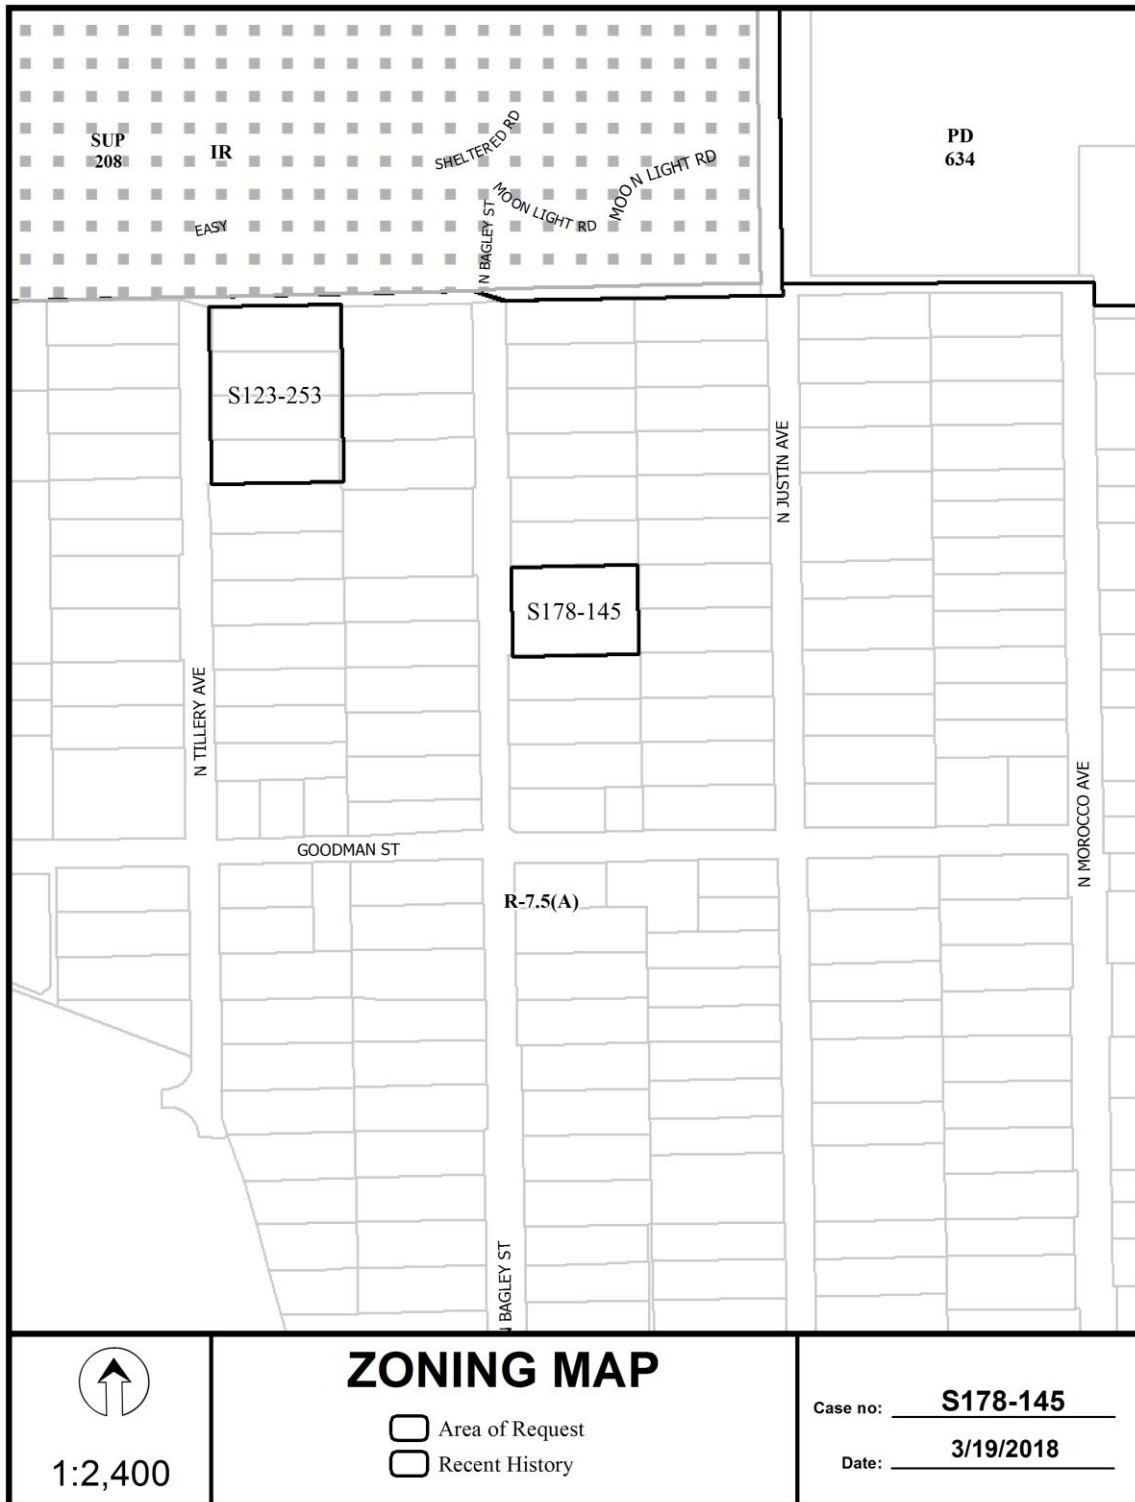 SUP
208
IR
SHELTERED RD
MOON LIGHT RD
MOON LIGHT RD
EASY
N BAGLEY ST
PD
634
S123-253
N JUSTIN AVE
S178-145
N TILLERY AVE
N MOROCCO AVE
GOODMAN ST
R-7.5(A)
N BAGLEY ST
1:2,400
ZONING MAP
Area of Request
Recent History
Case no: S178-145
Date: 3/19/2018